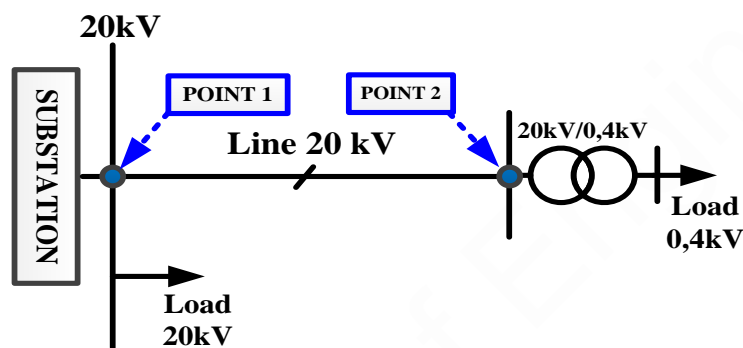 20kV
SUBSTATION
POINT 1
POINT 2
Line 20 kV
20kV/0,4kV
Load
0,4kV
Load
20kV